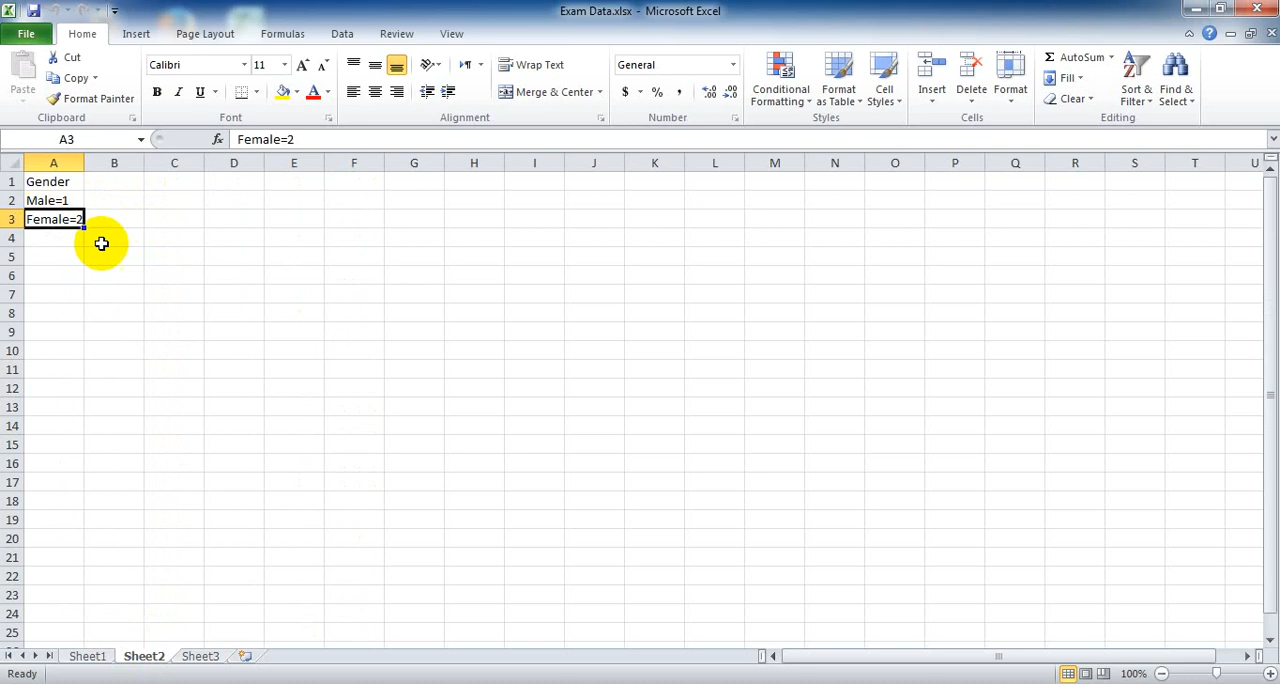 Exam Data.xlsx - Microsoft Excel
File Home Insert Page Layout Formulas Data Review View
Paste
Cut
Copy
Format Painter
Clipboard
Calibri 11
B I U
Font
Wrap Text
Merge & Center
Alignment
General
$ % ,
Number
Conditional Formatting
Format as Table
Cell Styles
Styles
Insert
Delete
Format
Cells
Σ AutoSum
Fill
Clear
Sort & Filter
Find & Select
Editing
A3 fx Female=2
A B C D E F G H I J K L M N O P Q R S T U
1 Gender
2 Male=1
3 Female=2
4
5
6
7
8
9
10
11
12
13
14
15
16
17
18
19
20
21
22
23
24
25
Sheet1 Sheet2 Sheet3
Ready 100%